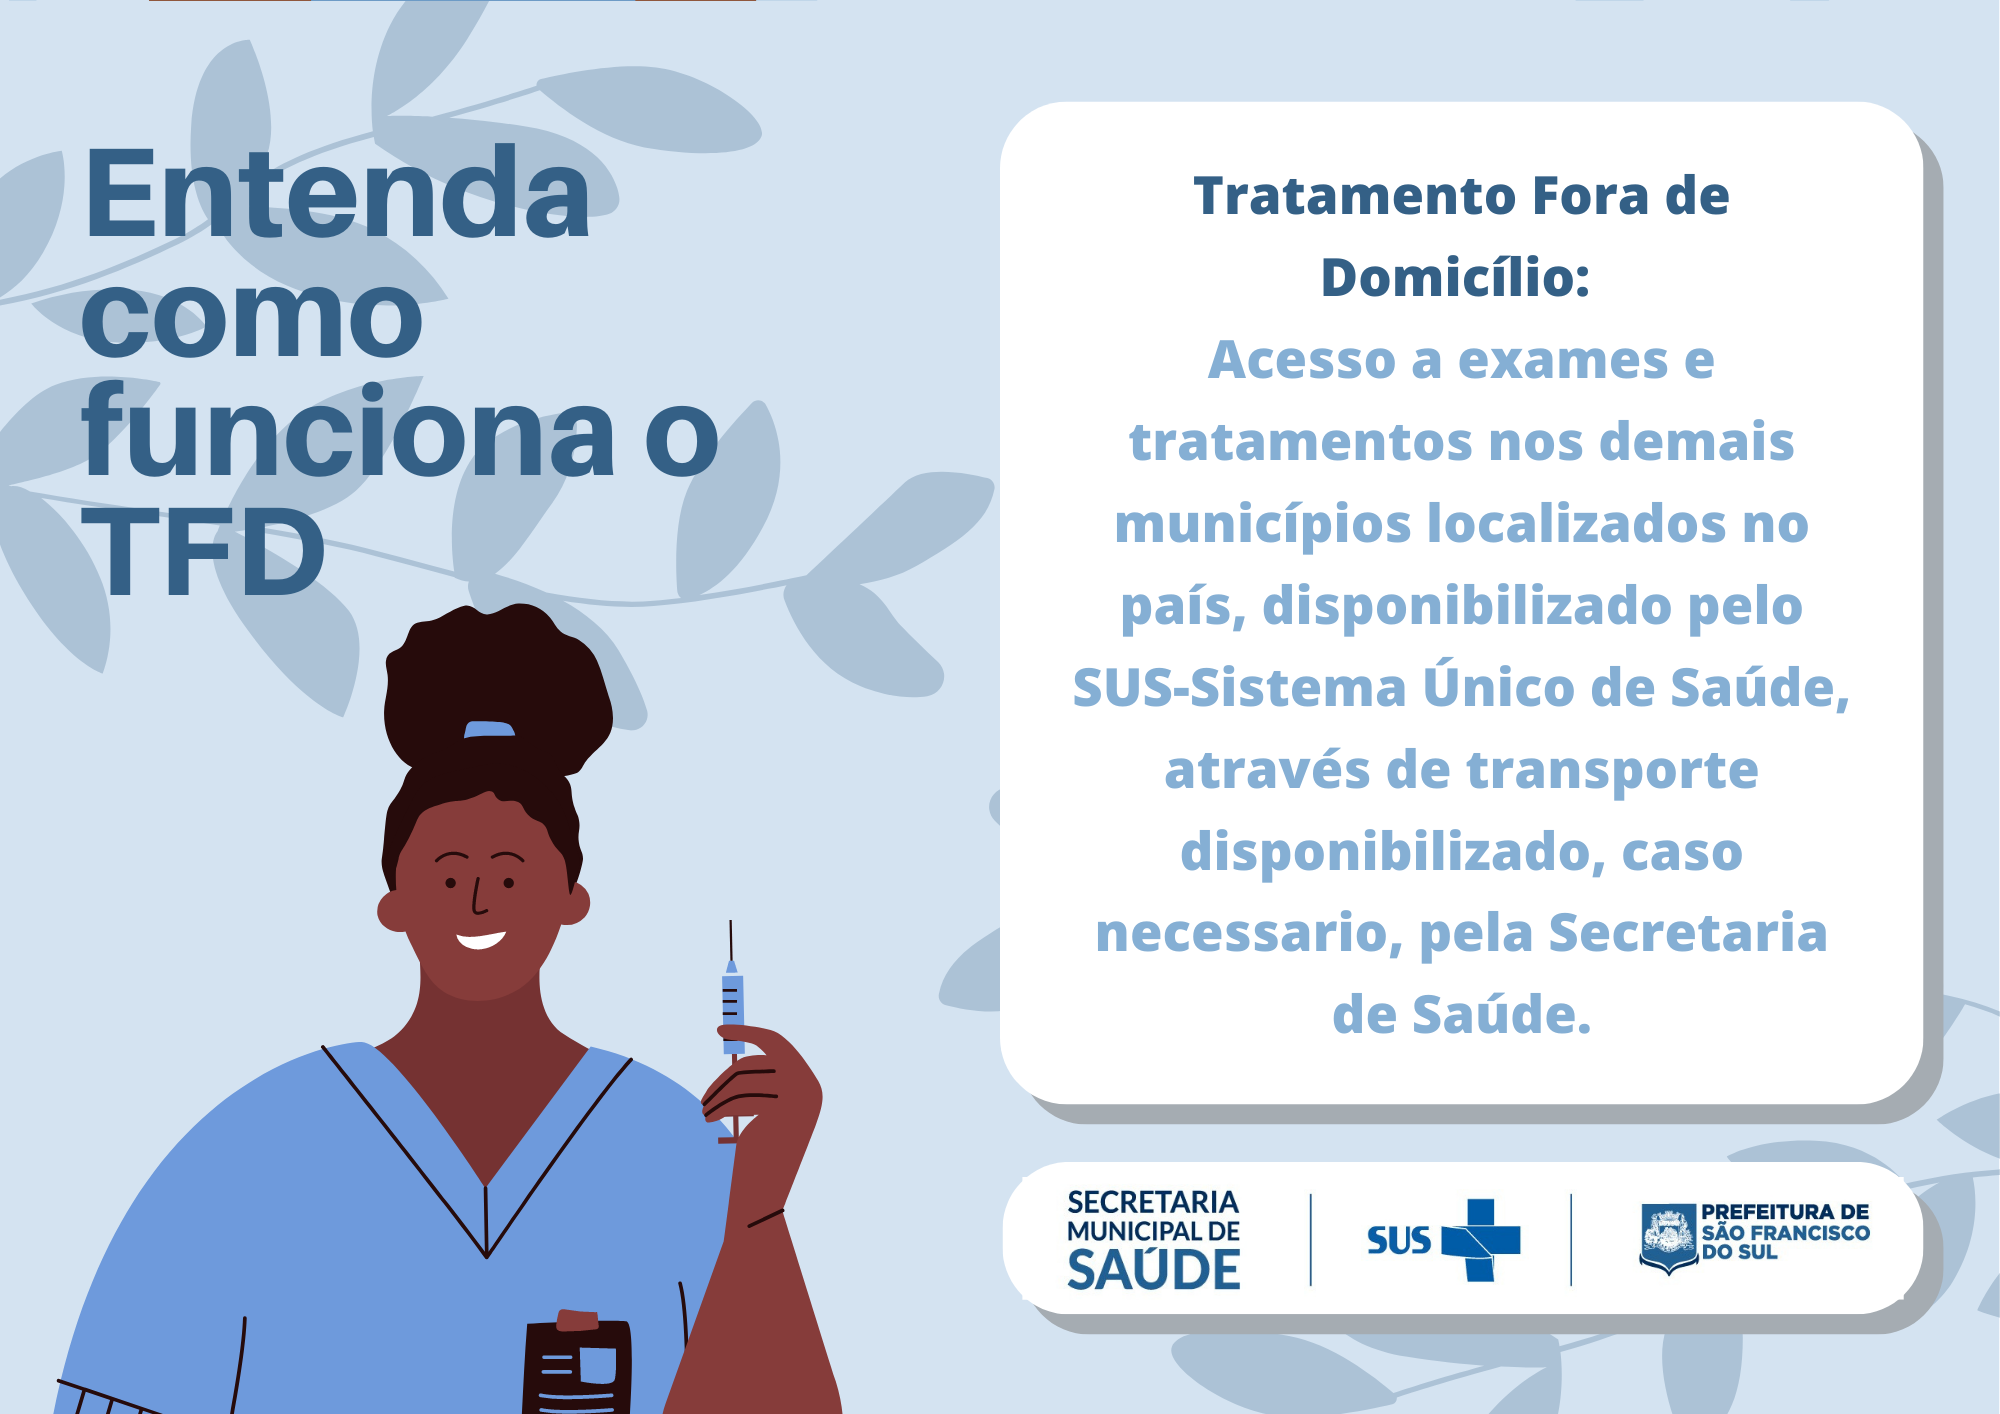 Entenda
como
funciona o
TFD
Tratamento Fora de
Domicílio:
Acesso a exames e
tratamentos nos demais
municípios localizados no
país, disponibilizado pelo
SUS-Sistema Único de Saúde,
através de transporte
disponibilizado, caso
necessario, pela Secretaria
de Saúde.
SECRETARIA
MUNICIPAL DE
SAÚDE
SUS
PREFEITURA DE
SÃO FRANCISCO
DO SUL